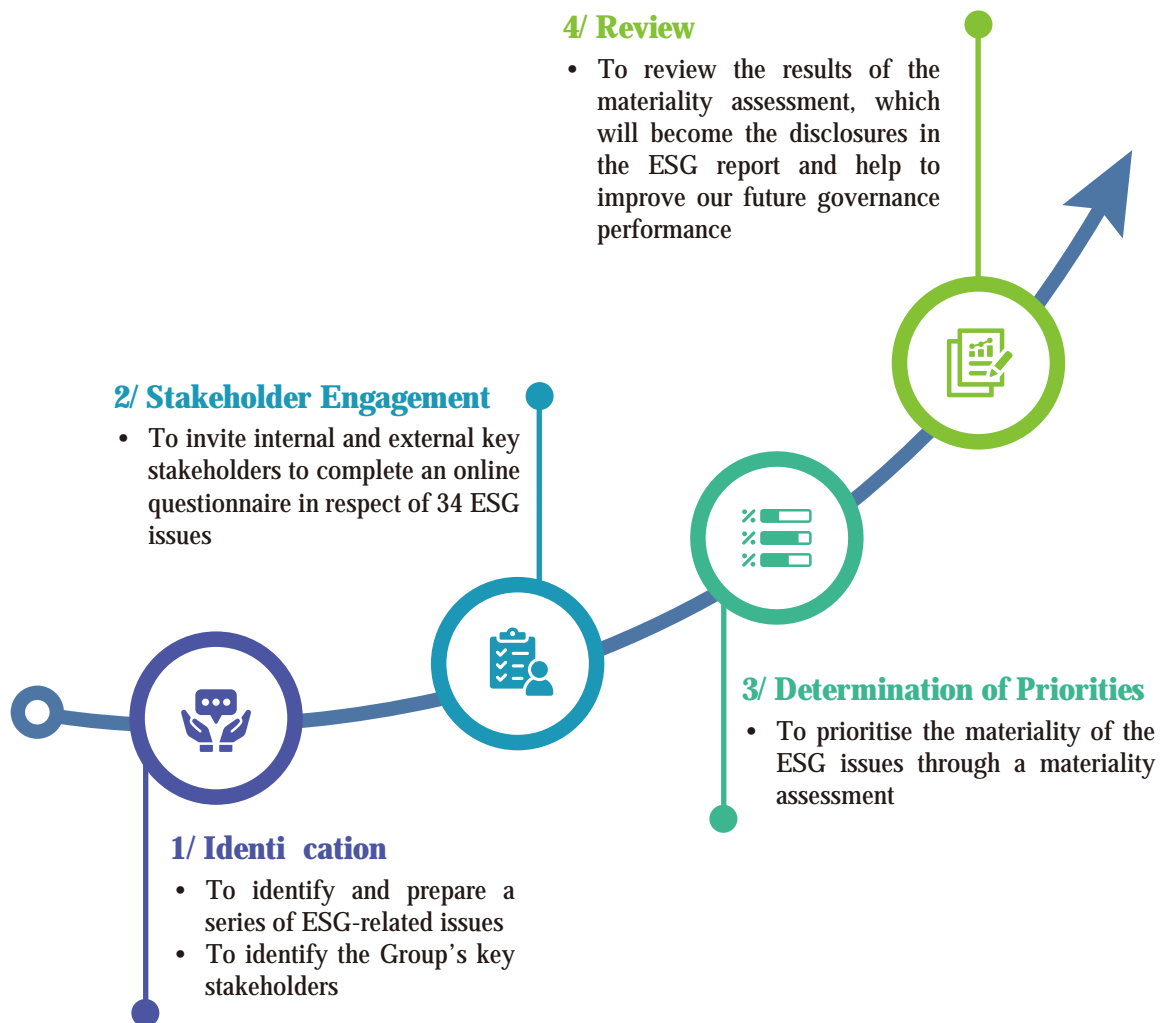 4/ Review
• To review the results of the
materiality assessment, which
will become the disclosures in
the ESG report and help to
improve our future governance
performance
2/ Stakeholder Engagement
• To invite internal and external key
stakeholders to complete an online
questionnaire in respect of 34 ESG
issues
3/ Determination of Priorities
• To prioritise the materiality of the
ESG issues through a materiality
assessment
1/ Identi cation
• To identify and prepare a
series of ESG-related issues
• To identify the Group's key
stakeholders